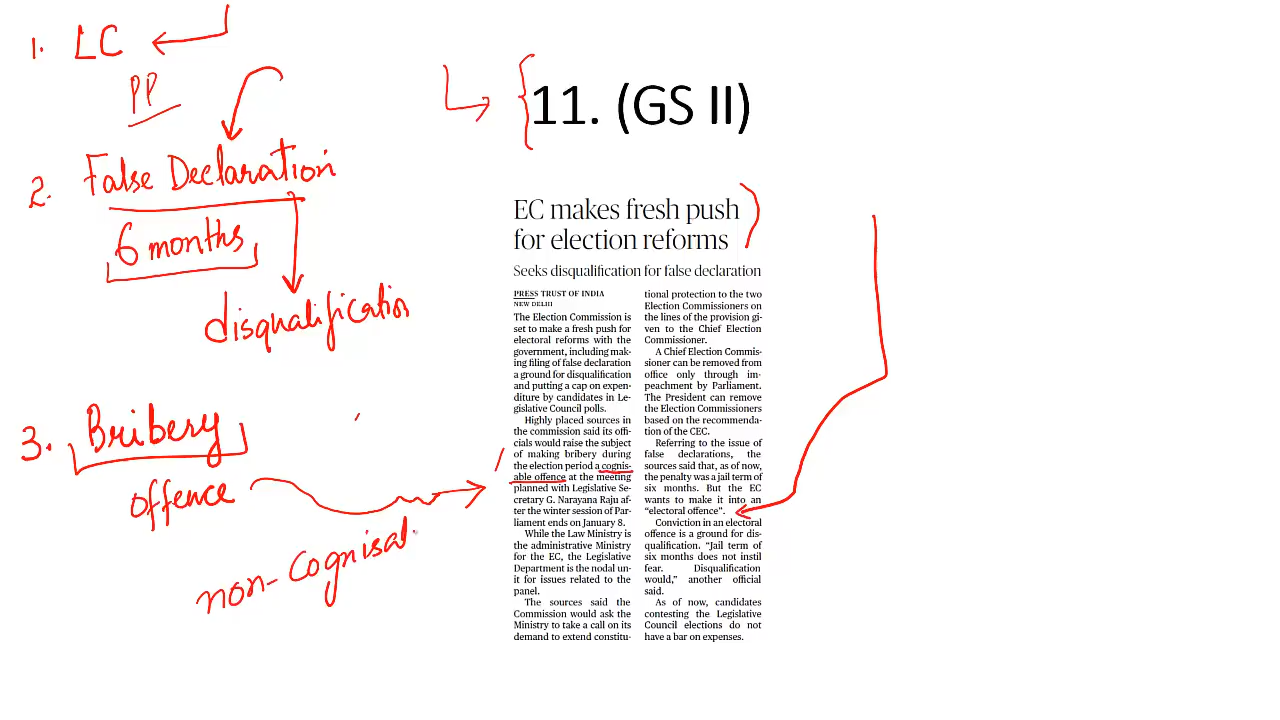 1. LC
PP
2. False Declaration
6 months
disqualification
3. Bribery
offence
non-Cognisabl
11. (GS II)
EC makes fresh push
for election reforms
Seeks disqualification for false declaration
PRESS TRUST OF INDIA
NEW DELHI
The Election Commission is
set to make a fresh push for
electoral reforms with the
government, including mak-
ing filing of false declaration
a ground for disqualification
and putting a cap on expen-
diture by candidates in Le-
gislative Council polls.
Highly placed sources in
the commission said its offi-
cials would raise the subject
of making bribery during
the election period a cognis-
able offence at the meeting
planned with Legislative Se-
cretary G. Narayana Raju af-
ter the winter session of Par-
liament ends on January 8.
While the Law Ministry is
the administrative Ministry
for the EC, the Legislative
Department is the nodal un-
it for issues related to the
panel.
The sources said the
Commission would ask the
Ministry to take a call on its
demand to extend constitu-
tional protection to the two
Election Commissioners on
the lines of the provision gi-
ven to the Chief Election
Commissioner.
A Chief Election Commis-
sioner can be removed from
office only through im-
peachment by Parliament.
The President can remove
the Election Commissioners
based on the recommenda-
tion of the CEC.
Referring to the issue of
false declarations, the
sources said that, as of now,
the penalty was a jail term of
six months. But the EC
wants to make it into an
“electoral offence”.
Conviction in an electoral
offence is a ground for dis-
qualification. “Jail term of
six months does not instil
fear. Disqualification
would,” another official
said.
As of now, candidates
contesting the Legislative
Council elections do not
have a bar on expenses.